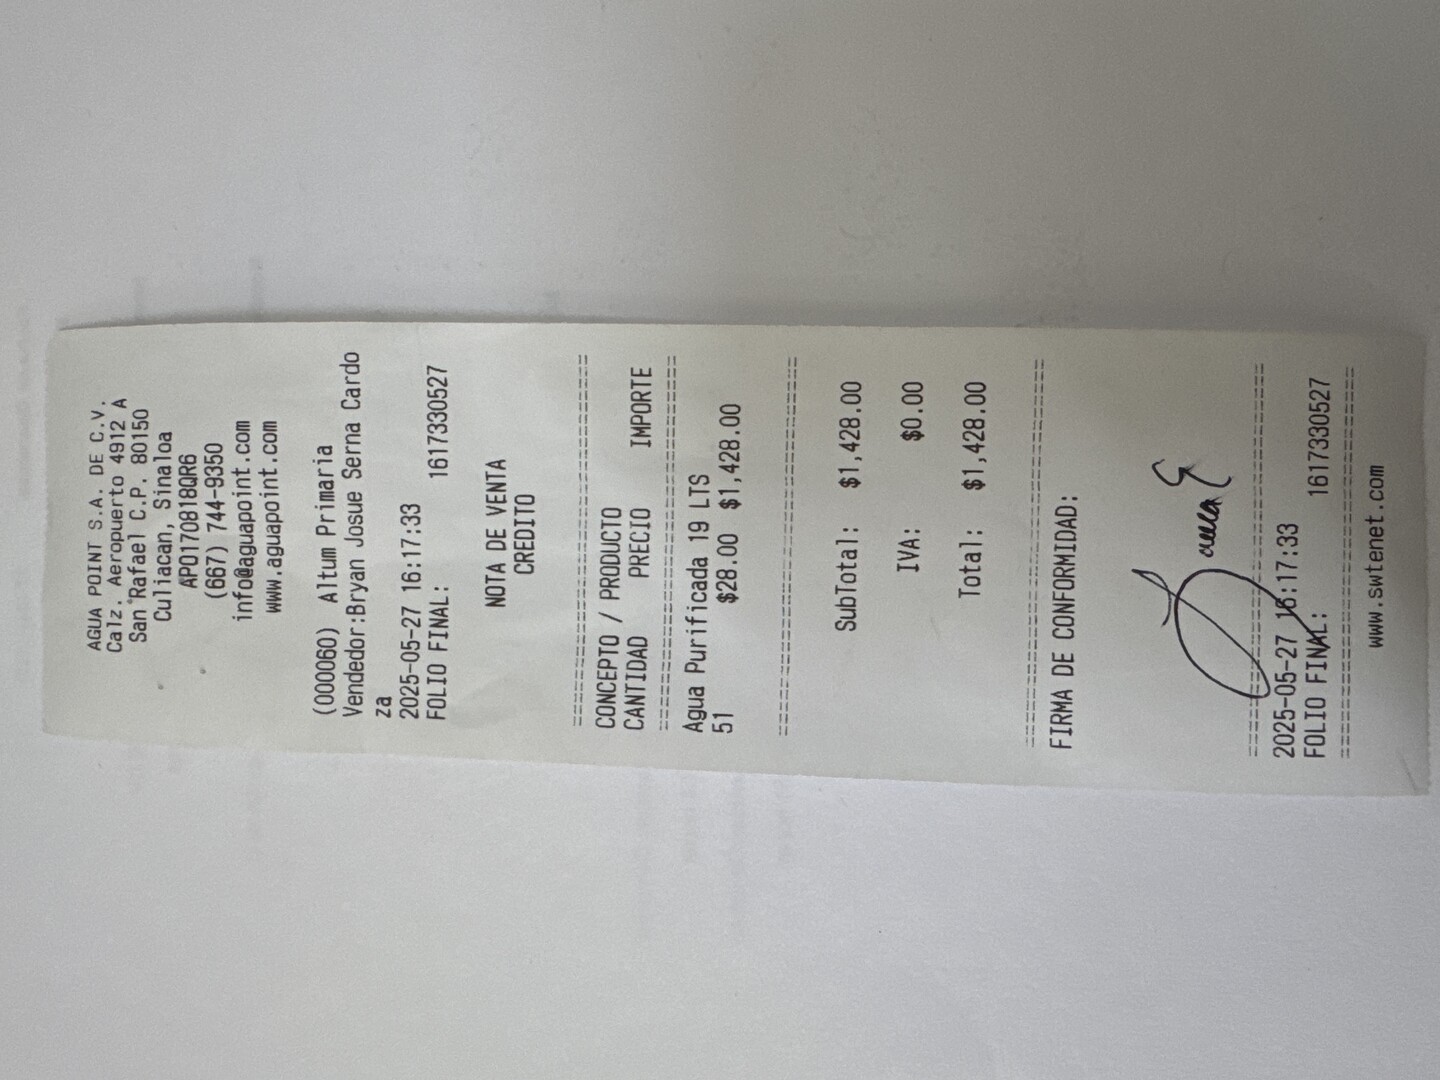 AGUA POINT S.A. DE C.V.
Calz. Aeropuerto 4912 A
San Rafael C.P. 80150
Culiacan, Sinaloa
APO170818QR6
(667) 744-9350
info@aguapoint.com
www.aguapoint.com
(000060) Altum Primaria
Vendedor:Bryan Josue Serna Cardo
za
2025-05-27 16:17:33
FOLIO FINAL: 1617330527
NOTA DE VENTA
CREDITO
================================
CONCEPTO / PRODUCTO
CANTIDAD PRECIO IMPORTE
================================
Agua Purificada 19 LTS
51 $28.00 $1,428.00
================================
SubTotal: $1,428.00
IVA: $0.00
Total: $1,428.00
================================
FIRMA DE CONFORMIDAD:
================================
2025-05-27 16:17:33
FOLIO FINAL: 1617330527
================================
www.swtenet.com